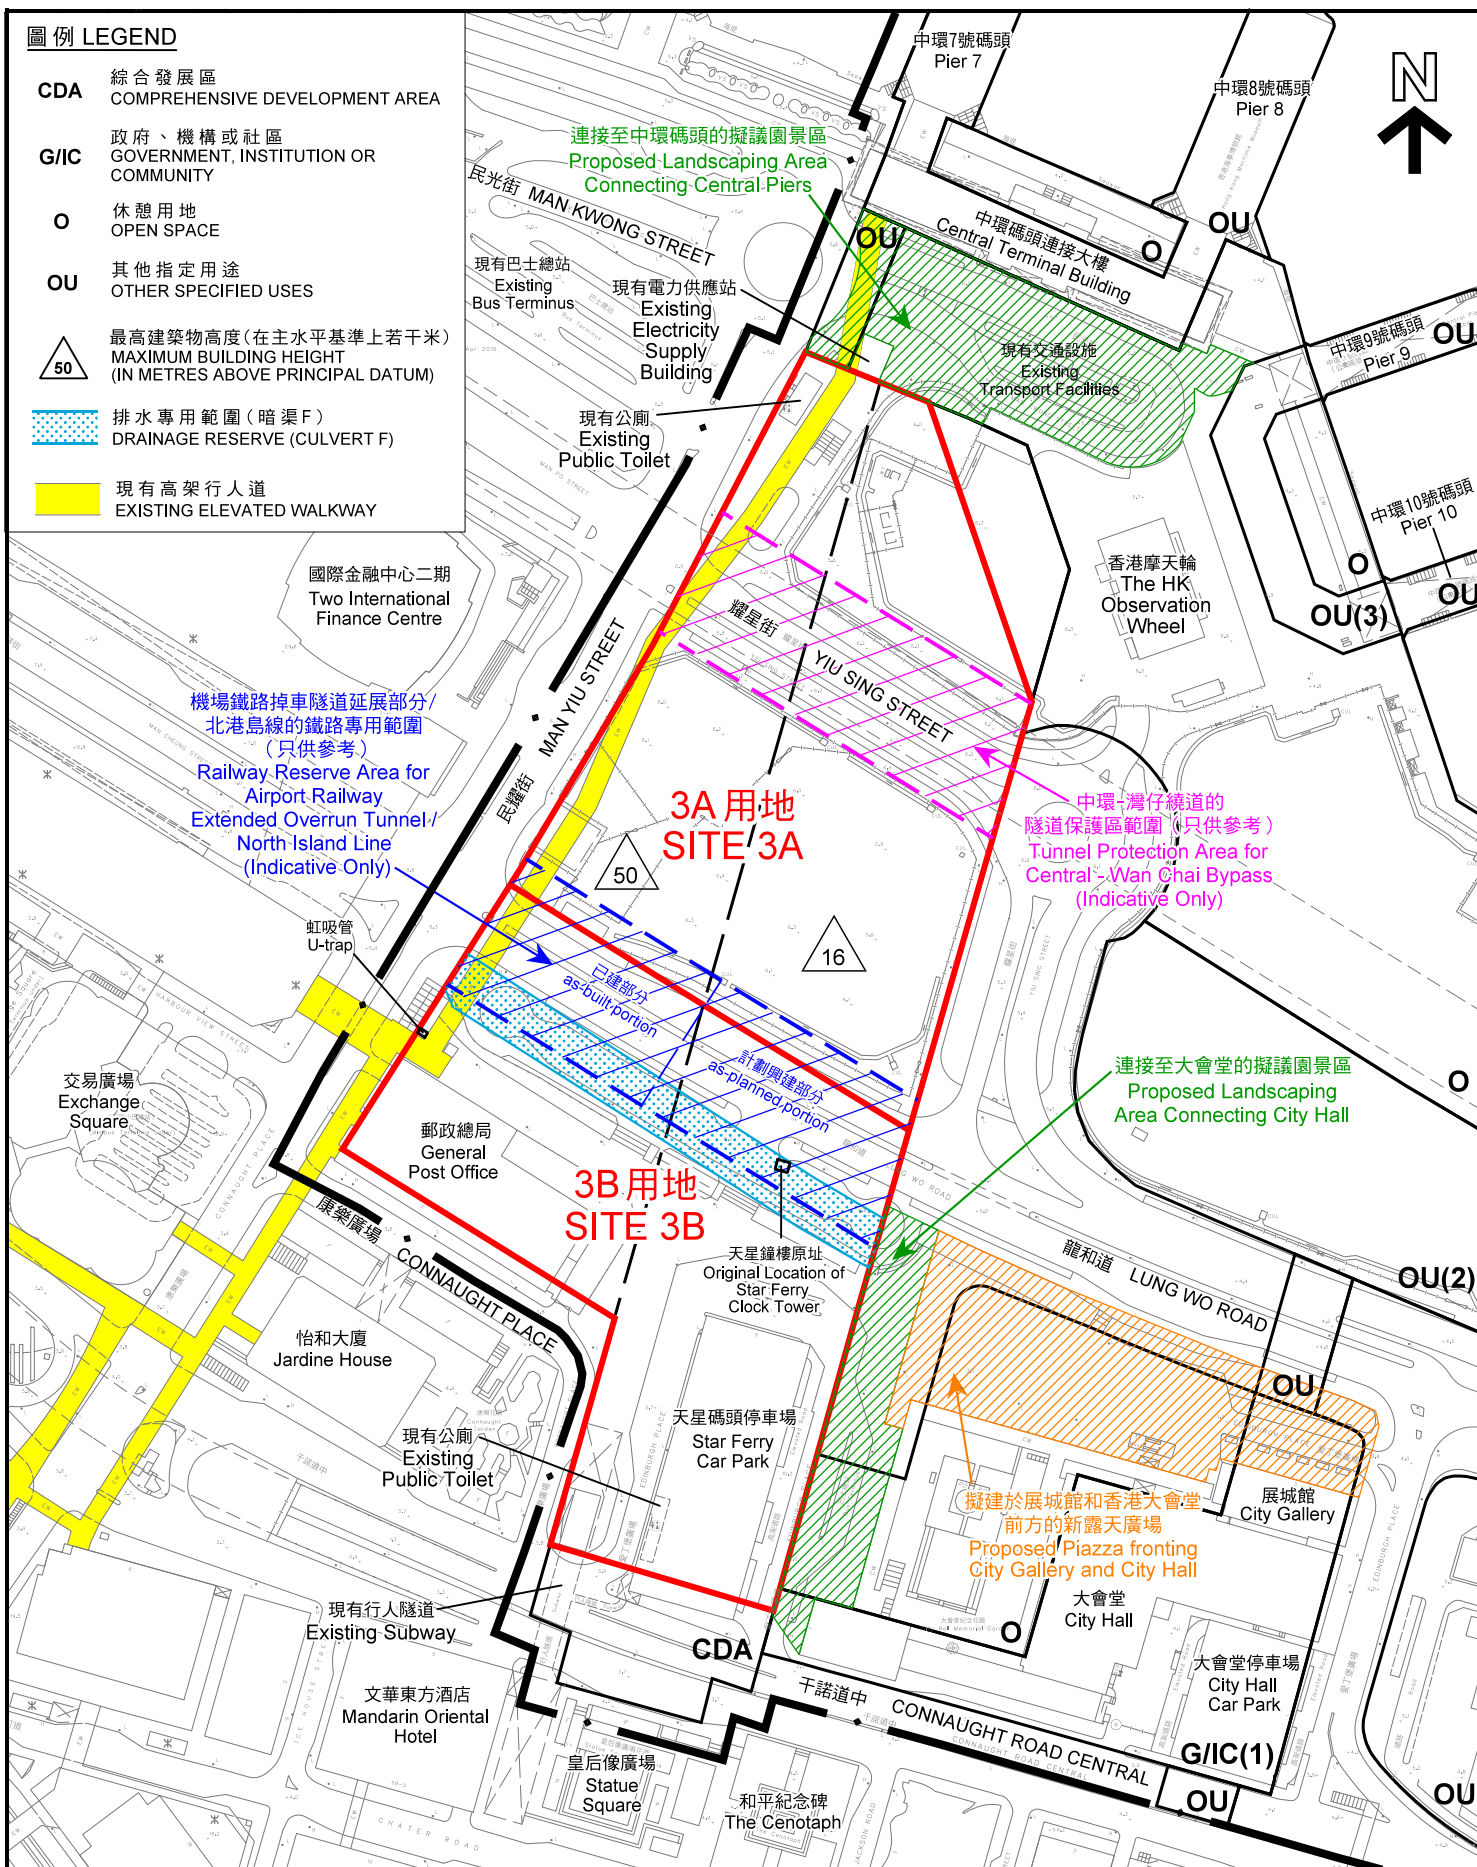 圖例 LEGEND
CDA
綜合發展區
COMPREHENSIVE DEVELOPMENT AREA
G/IC
政府、機構或社區
GOVERNMENT, INSTITUTION OR
COMMUNITY
O
休憩用地
OPEN SPACE
OU
其他指定用途
OTHER SPECIFIED USES
50
最高建築物高度(在主水平基準上若干米)
MAXIMUM BUILDING HEIGHT
(IN METRES ABOVE PRINCIPAL DATUM)
排水專用範圍(暗渠F)
DRAINAGE RESERVE (CULVERT F)
現有高架行人道
EXISTING ELEVATED WALKWAY
N
中環7號碼頭
Pier 7
中環8號碼頭
Pier 8
連接至中環碼頭的擬議園景區
Proposed Landscaping Area
Connecting Central Piers
民光街 MAN KWONG STREET
OU
中環碼頭連接大樓
Central Terminal Building
O
OU
現有巴士總站
Existing
Bus Terminus
現有電力供應站
Existing
Electricity
Supply
Building
現有交通設施
Existing
Transport Facilities
中環9號碼頭
Pier 9
OU
現有公廁
Existing
Public Toilet
中環10號碼頭
Pier 10
O
OU
OU(3)
國際金融中心二期
Two International
Finance Centre
香港摩天輪
The HK
Observation
Wheel
耀星街 YIU SING STREET
民耀街 MAN YIU STREET
機場鐵路掉車隧道延展部分/
北港島線的鐵路專用範圍
(只供參考)
Railway Reserve Area for
Airport Railway
Extended Overrun Tunnel /
North Island Line
(Indicative Only)
3A 用地
SITE 3A
50
16
中環-灣仔繞道的
隧道保護區範圍(只供參考)
Tunnel Protection Area for
Central - Wan Chai Bypass
(Indicative Only)
虹吸管
U-trap
已建部分
as-built portion
計劃興建部分
as-planned portion
連接至大會堂的擬議園景區
Proposed Landscaping
Area Connecting City Hall
O
交易廣場
Exchange
Square
郵政總局
General
Post Office
3B 用地
SITE 3B
天星鐘樓原址
Original Location of
Star Ferry
Clock Tower
龍和道 LUNG WO ROAD
OU(2)
康樂廣場 CONNAUGHT PLACE
怡和大廈
Jardine House
OU
現有公廁
Existing
Public Toilet
天星碼頭停車場
Star Ferry
Car Park
擬建於展城館和香港大會堂
前方的新露天廣場
Proposed Piazza fronting
City Gallery and City Hall
展城館
City Gallery
大會堂
City Hall
O
現有行人隧道
Existing Subway
CDA
大會堂停車場
City Hall
Car Park
文華東方酒店
Mandarin Oriental
Hotel
干諾道中 CONNAUGHT ROAD CENTRAL
G/IC(1)
OU
OU
皇后像廣場
Statue
Square
和平紀念碑
The Cenotaph
CHATER ROAD
JACKSON ROAD
ICE HOUSE STREET
EDINBURGH PLACE
HARBOUR VIEW STREET
CONNAUGHT PLACE
MAN PO STREET
MAN CHEUNG STREET